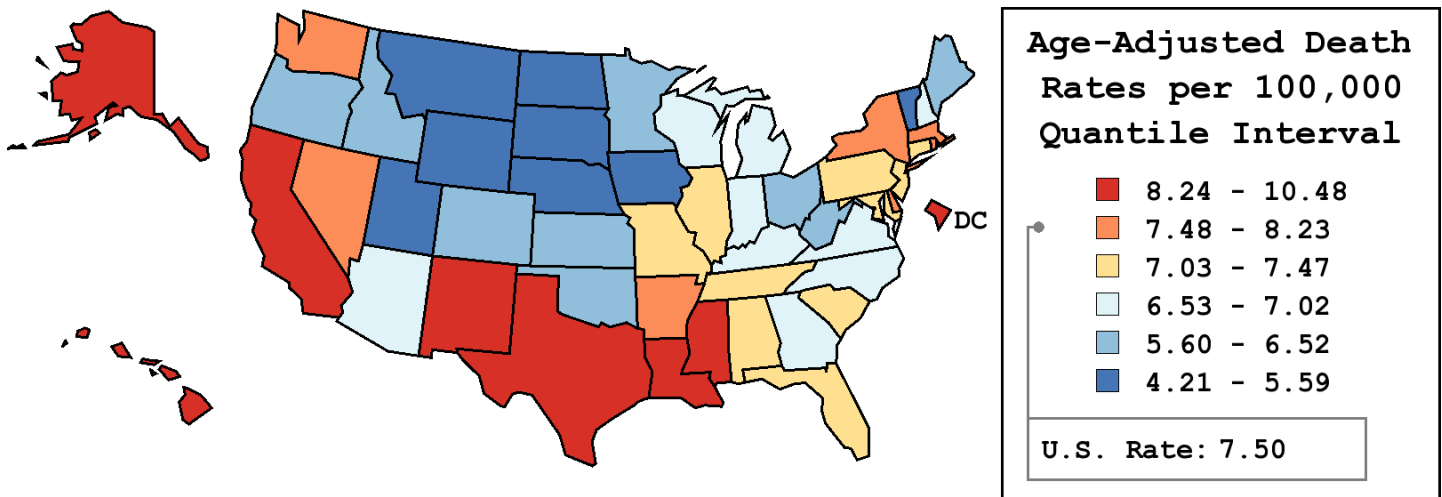 Age-Adjusted Death
Rates per 100,000
Quantile Interval
8.24 - 10.48
7.48 - 8.23
7.03 - 7.47
6.53 - 7.02
5.60 - 6.52
4.21 - 5.59
U.S. Rate: 7.50
DC